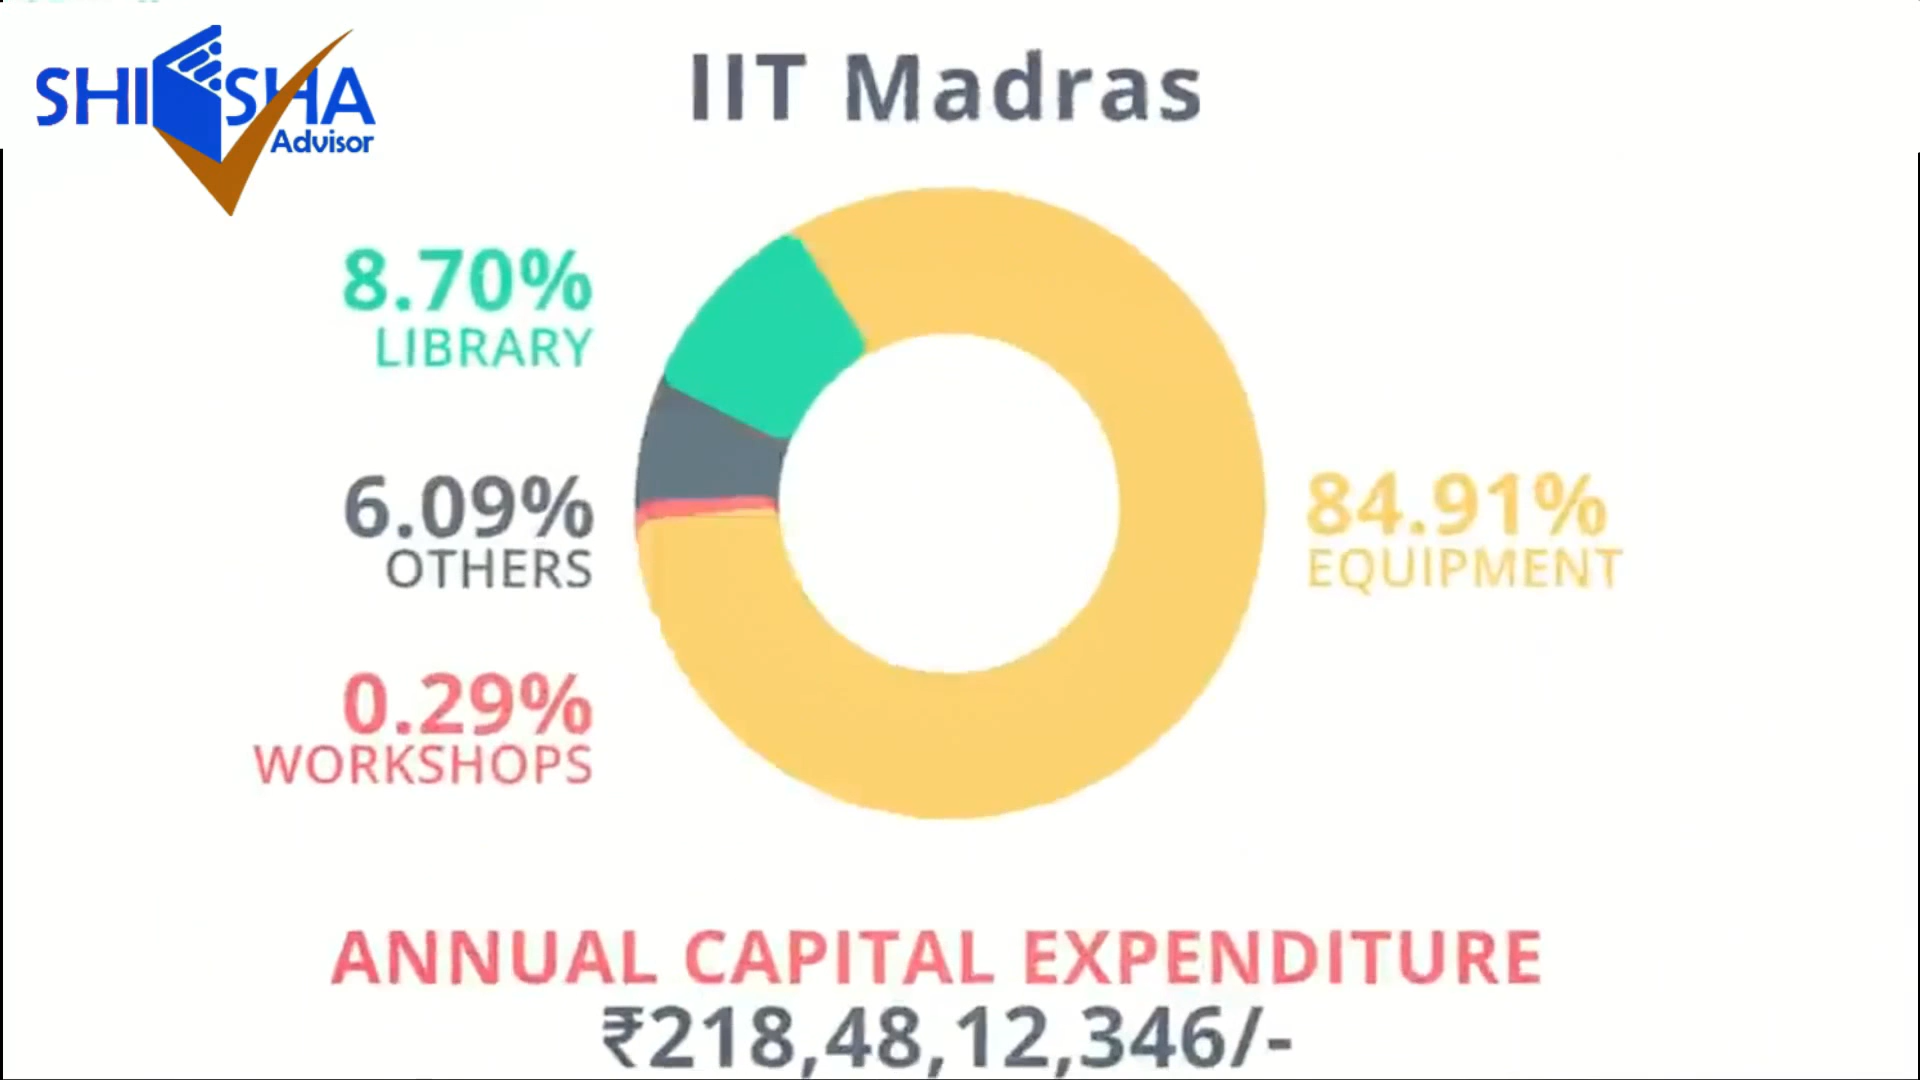 SHIKSHA
Advisor
IIT Madras
8.70%
LIBRARY
6.09%
OTHERS
0.29%
WORKSHOPS
84.91%
EQUIPMENT
ANNUAL CAPITAL EXPENDITURE
₹218,48,12,346/-